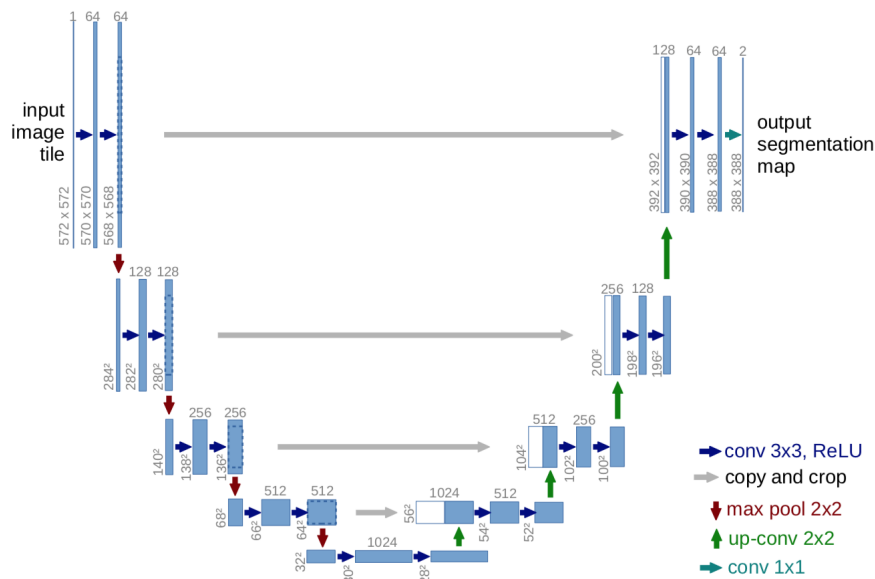 1 64 64
128 64 64 2
input
image
tile
output
segmentation
map
572 x 572
570 x 570
568 x 568
392 x 392
390 x 390
388 x 388
388 x 388
128 128
256 128
284²
282²
280²
200²
198²
196²
256 256
512 256
140²
138²
136²
104²
102²
100²
512 512
1024 512
68²
66²
64²
56²
54²
52²
1024
32²
conv 3x3, ReLU
copy and crop
max pool 2x2
up-conv 2x2
conv 1x1